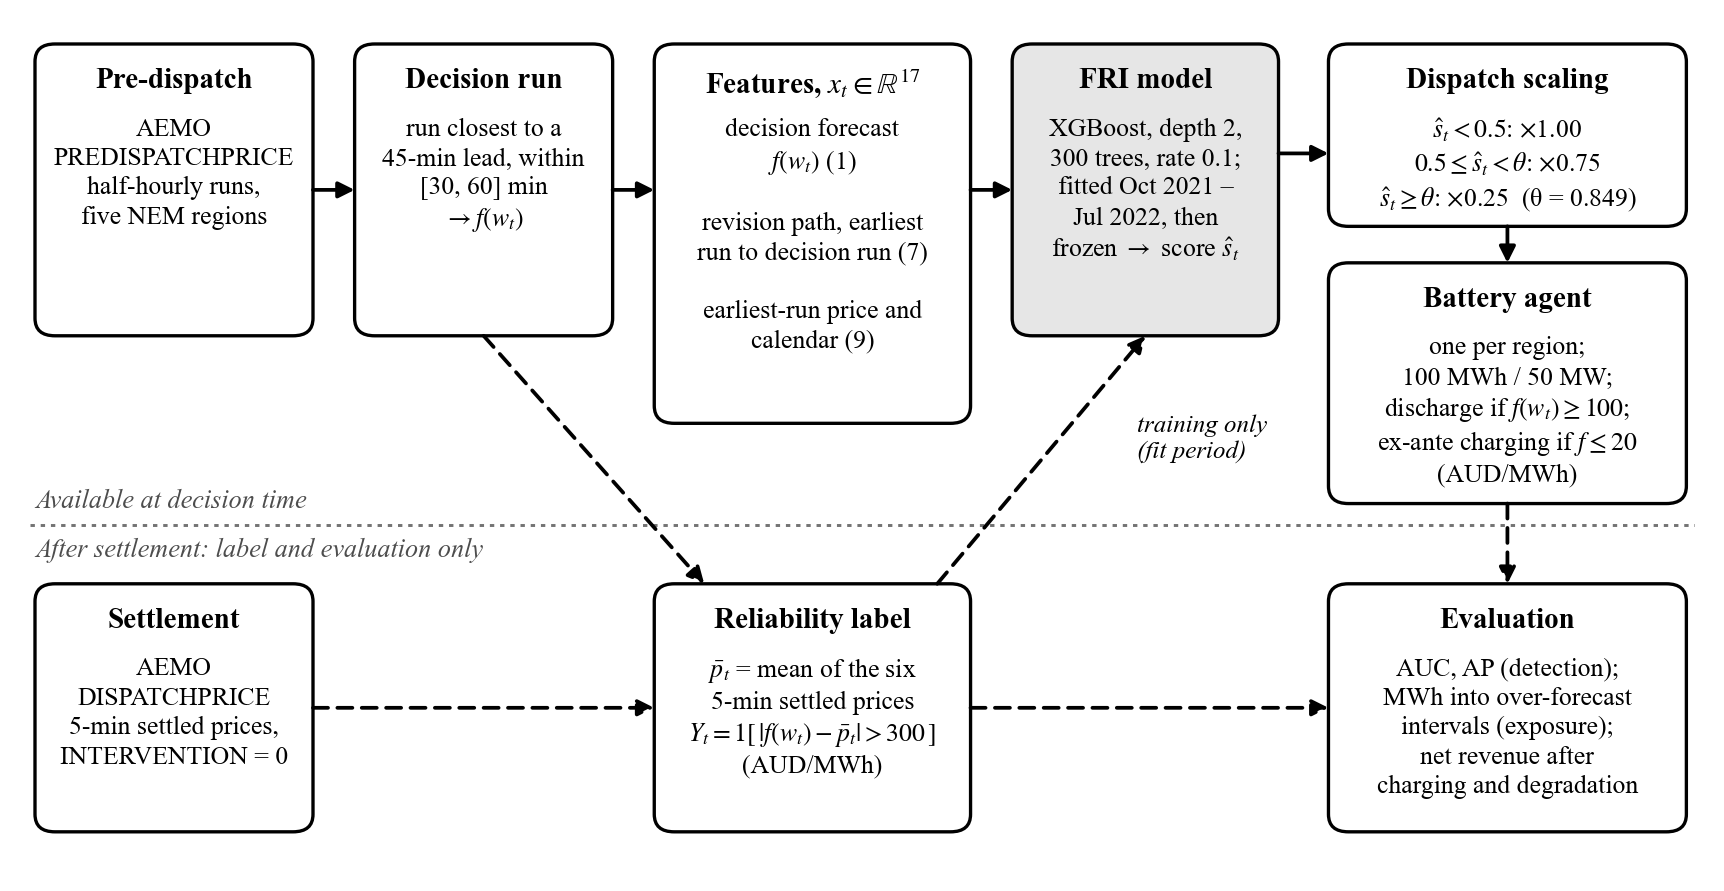 Pre-dispatch
AEMO
PREDISPATCHPRICE
half-hourly runs,
five NEM regions
Decision run
run closest to a
45-min lead, within
[30, 60] min
→ f(wₜ)
Features, xₜ ∈ ℝ¹⁷
decision forecast
f(wₜ) (1)
revision path, earliest
run to decision run (7)
earliest-run price and
calendar (9)
FRI model
XGBoost, depth 2,
300 trees, rate 0.1;
fitted Oct 2021 –
Jul 2022, then
frozen → score ŝₜ
Dispatch scaling
ŝₜ < 0.5: ×1.00
0.5 ≤ ŝₜ < θ: ×0.75
ŝₜ ≥ θ: ×0.25 (θ = 0.849)
Battery agent
one per region;
100 MWh / 50 MW;
discharge if f(wₜ) ≥ 100;
ex-ante charging if f ≤ 20
(AUD/MWh)
training only
(fit period)
Available at decision time
After settlement: label and evaluation only
Settlement
AEMO
DISPATCHPRICE
5-min settled prices,
INTERVENTION = 0
Reliability label
p̄ₜ = mean of the six
5-min settled prices
Yₜ = 1[ |f(wₜ) − p̄ₜ| > 300 ]
(AUD/MWh)
Evaluation
AUC, AP (detection);
MWh into over-forecast
intervals (exposure);
net revenue after
charging and degradation